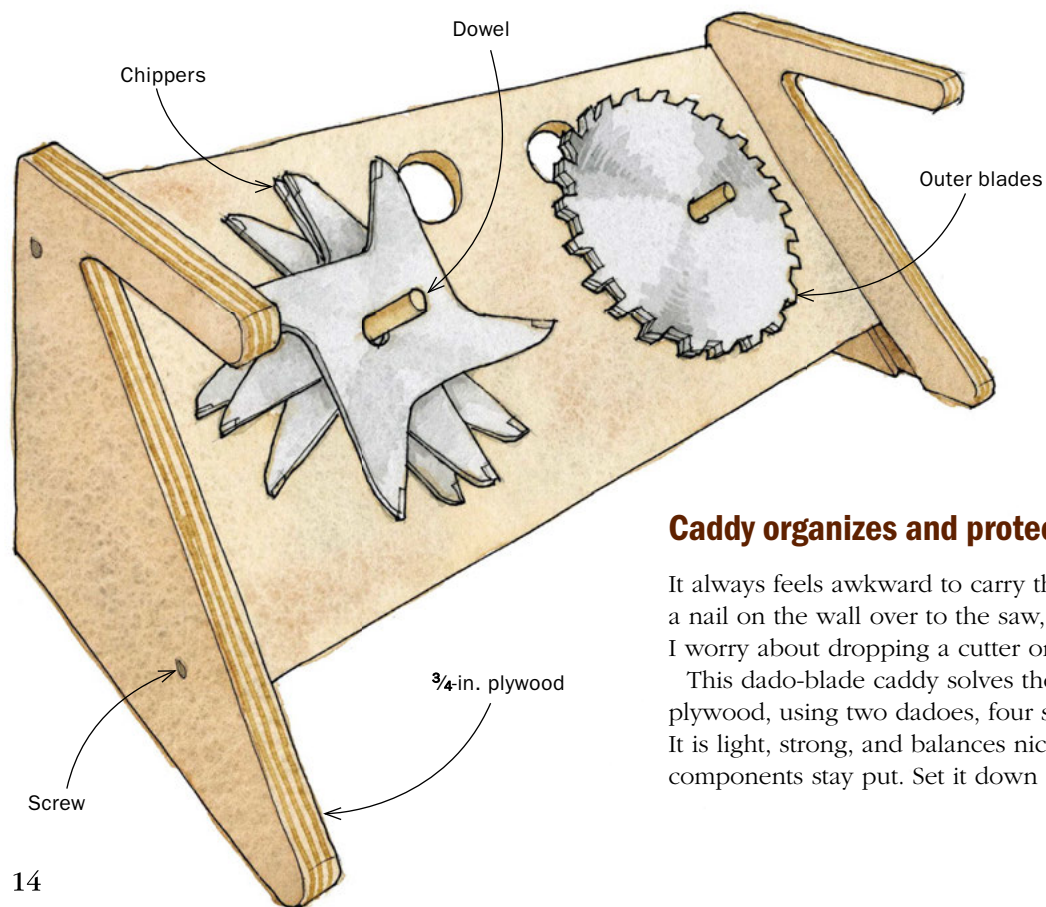 Dowel
Chippers
Outer blades
¾-in. plywood
Screw
Caddy organizes and protec
It always feels awkward to carry th
a nail on the wall over to the saw,
I worry about dropping a cutter or
This dado-blade caddy solves the
plywood, using two dadoes, four s
It is light, strong, and balances nic
components stay put. Set it down
14